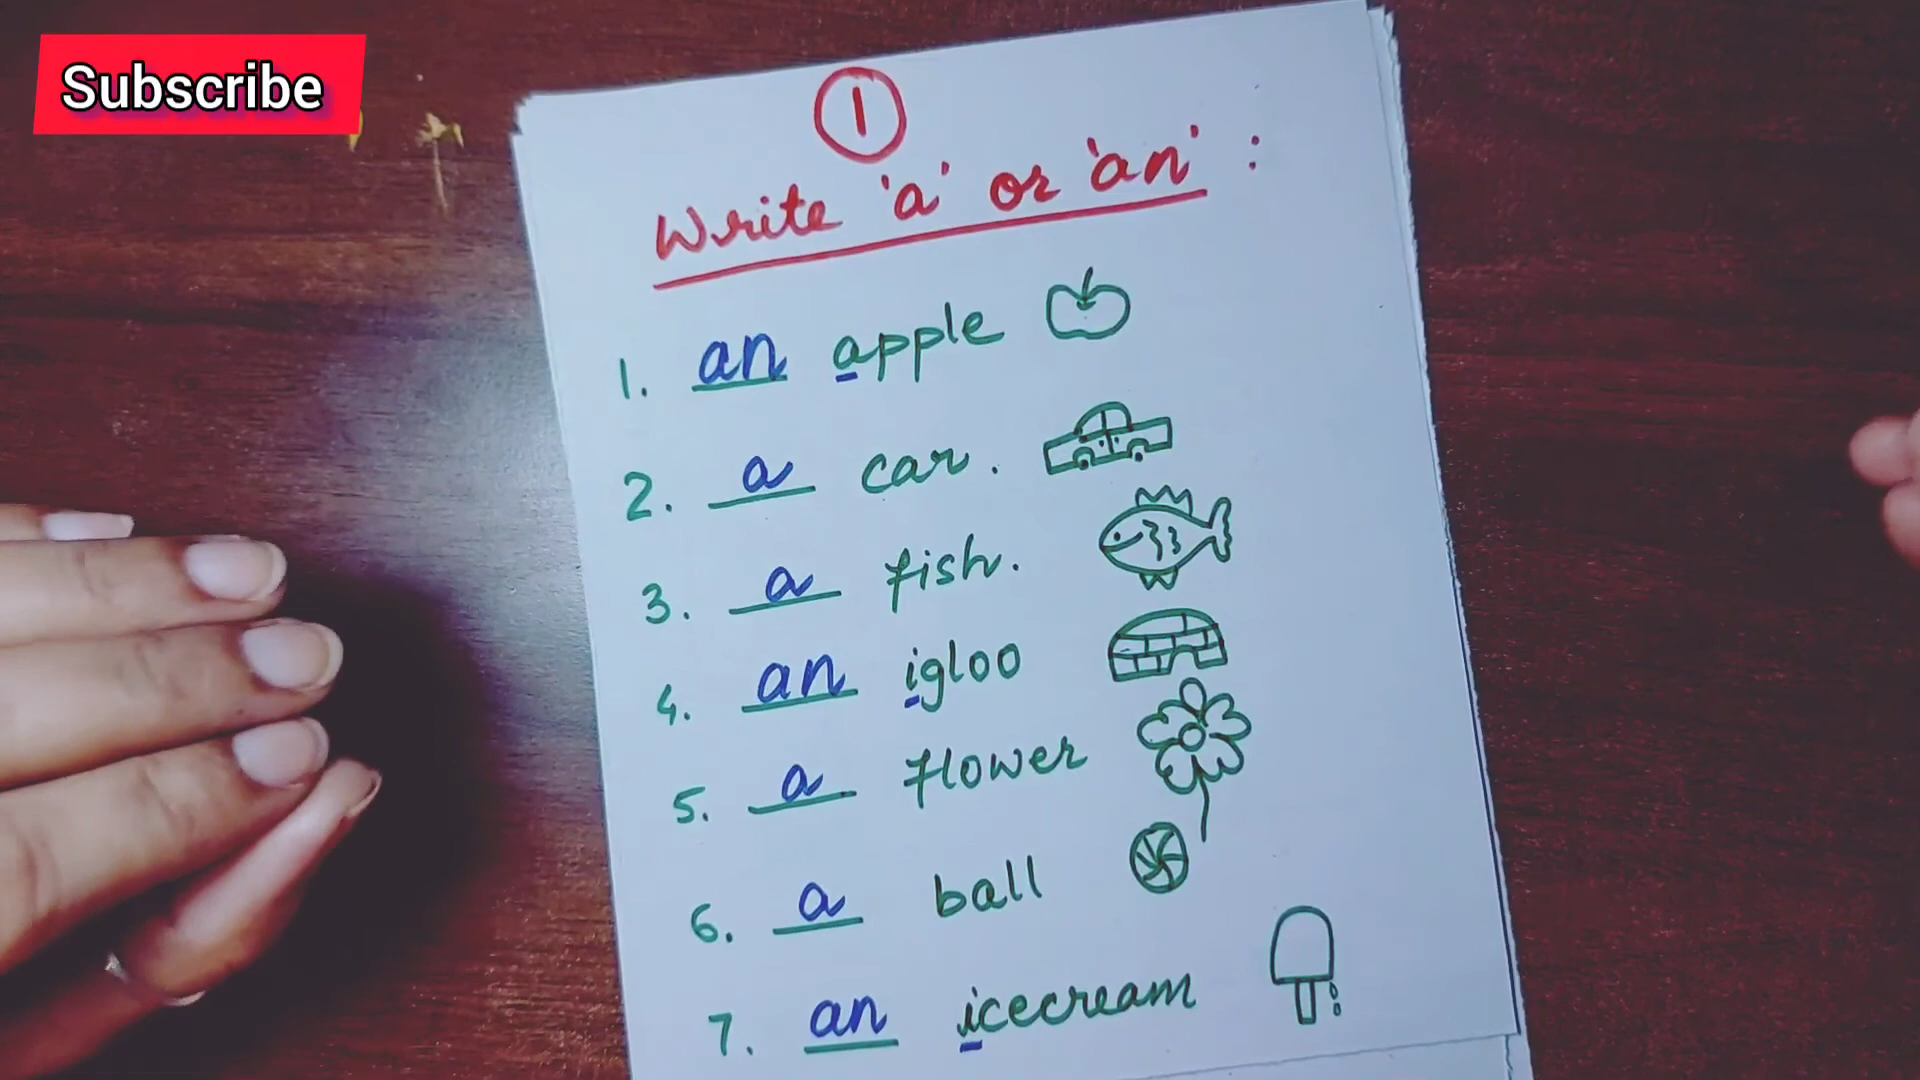 Subscribe
1
Write 'a' or 'an' :
1. an apple
2. a car.
3. a fish.
4. an igloo
5. a flower
6. a ball
7. an icecream